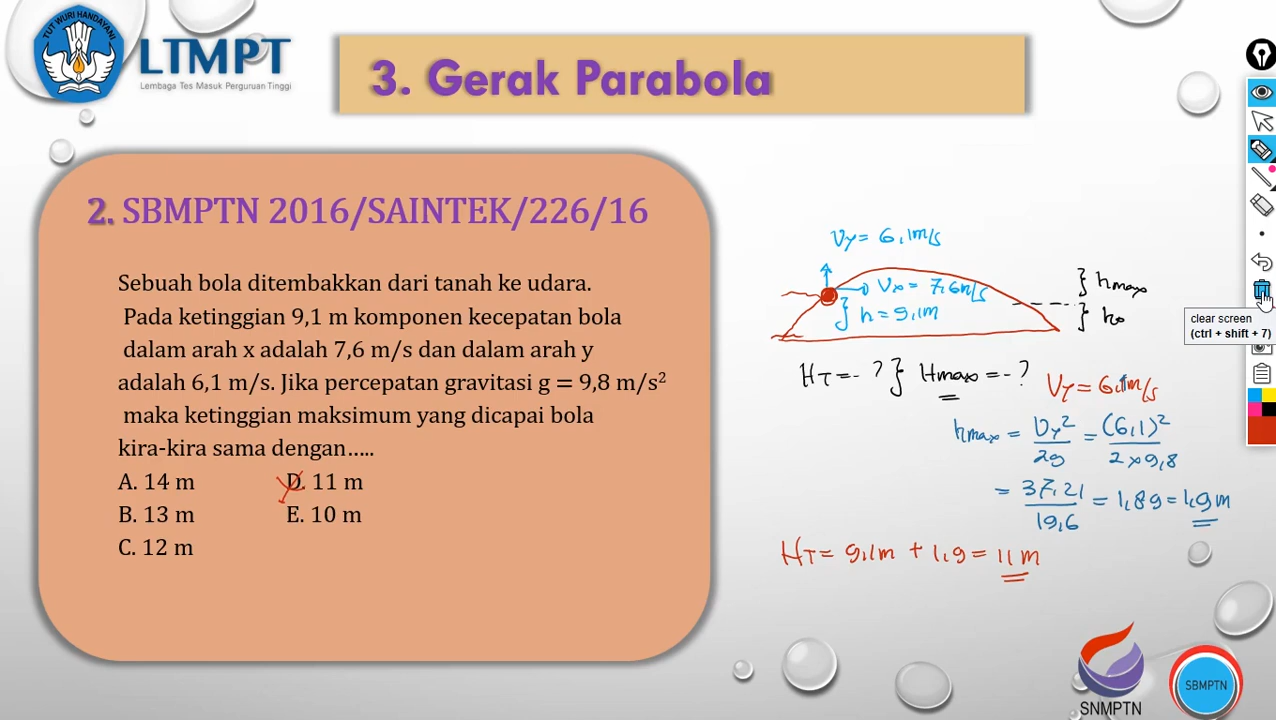 TUT WURI HANDAYANI
LTMPT
Lembaga Tes Masuk Perguruan Tinggi
3. Gerak Parabola
2. SBMPTN 2016/SAINTEK/226/16
Sebuah bola ditembakkan dari tanah ke udara.
Pada ketinggian 9,1 m komponen kecepatan bola
dalam arah x adalah 7,6 m/s dan dalam arah y
adalah 6,1 m/s. Jika percepatan gravitasi g = 9,8 m/s²
maka ketinggian maksimum yang dicapai bola
kira-kira sama dengan…..
A. 14 m
D. 11 m
B. 13 m
E. 10 m
C. 12 m
Vy = 6,1m/s
Vx = 7,6m/s
h = 9,1m
} hmax
} ho
HT = - ? } Hmax = - ?
Vy = 6,1m/s
hmax = Vy² / 2g = (6,1)² / 2 x 9,8
= 37,21 / 19,6 = 1,89 = 1,9 m
HT = 9,1m + 1,9 = 11 m
clear screen
(ctrl + shift + 7)
SNMPTN
SBMPTN